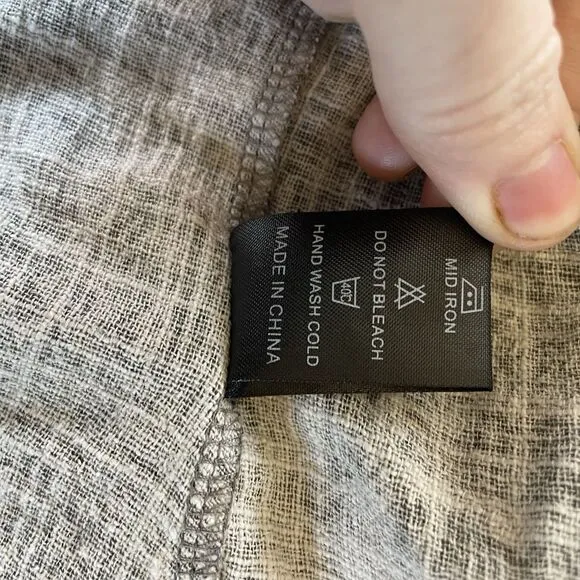 MID IRON
DO NOT BLEACH
40℃
HAND WASH COLD
MADE IN CHINA